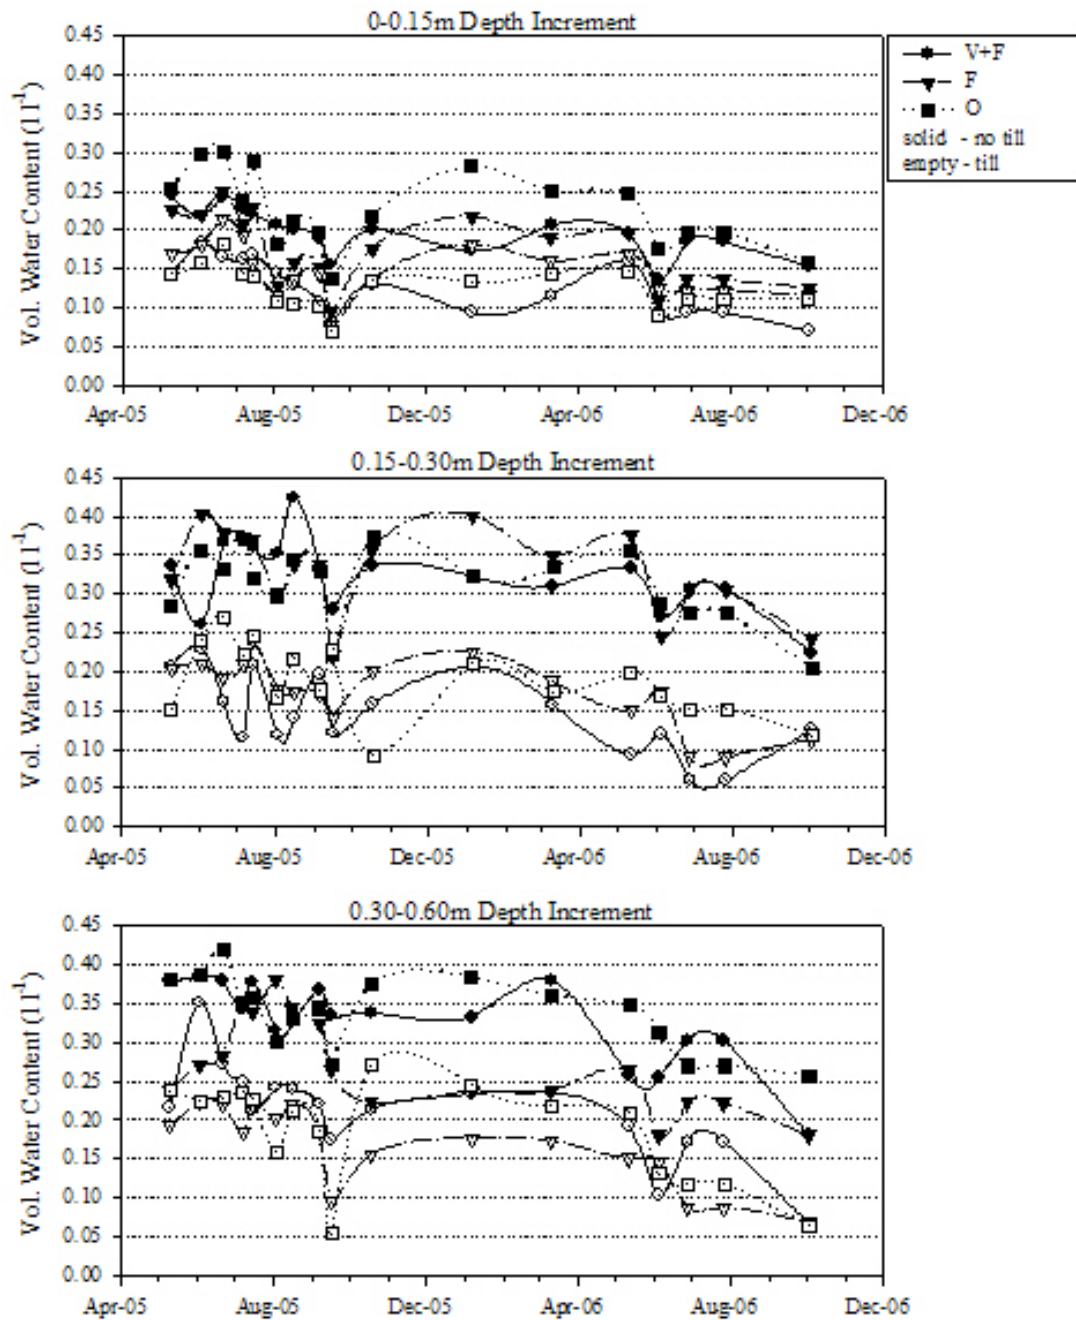 0-0.15m Depth Increment
Vol. Water Content (11⁻¹)
0.45
0.40
0.35
0.30
0.25
0.20
0.15
0.10
0.05
0.00
Apr-05 Aug-05 Dec-05 Apr-06 Aug-06 Dec-06
V+F
F
O
solid - no till
empty - till
0.15-0.30m Depth Increment
Vol. Water Content (11⁻¹)
0.45
0.40
0.35
0.30
0.25
0.20
0.15
0.10
0.05
0.00
Apr-05 Aug-05 Dec-05 Apr-06 Aug-06 Dec-06
0.30-0.60m Depth Increment
Vol. Water Content (11⁻¹)
0.45
0.40
0.35
0.30
0.25
0.20
0.15
0.10
0.05
0.00
Apr-05 Aug-05 Dec-05 Apr-06 Aug-06 Dec-06